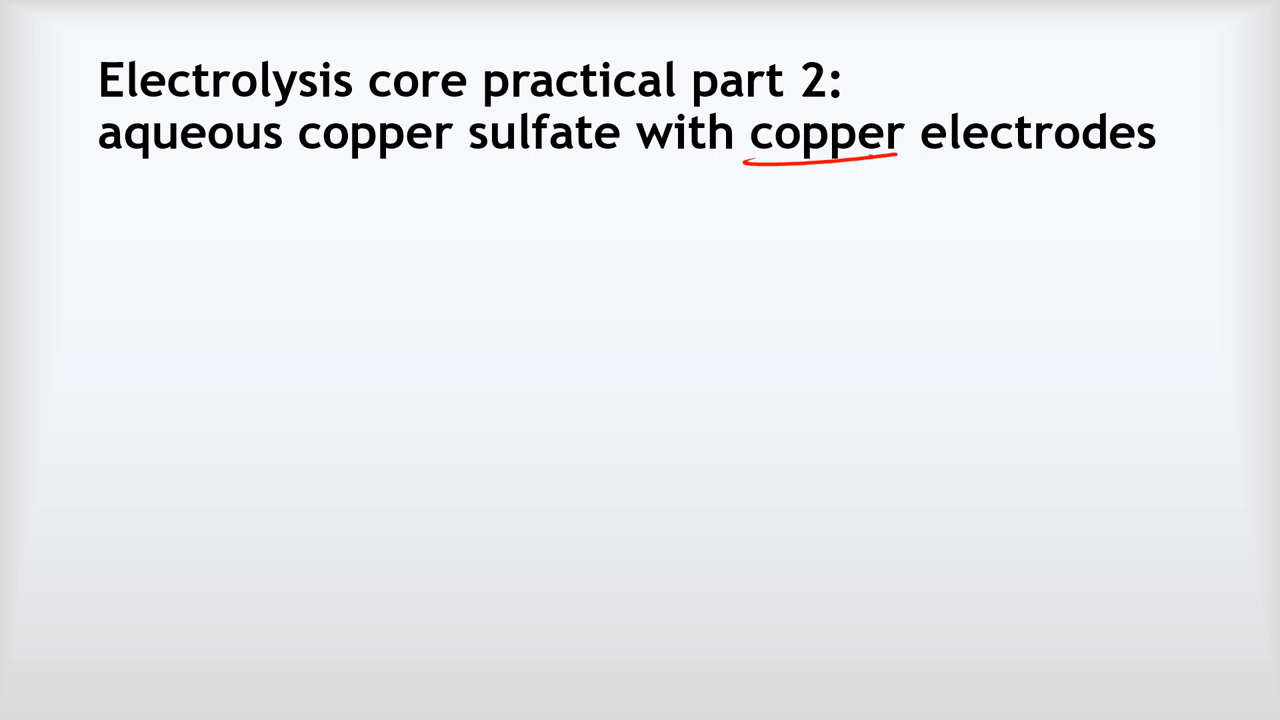 Electrolysis core practical part 2:
aqueous copper sulfate with copper electrodes